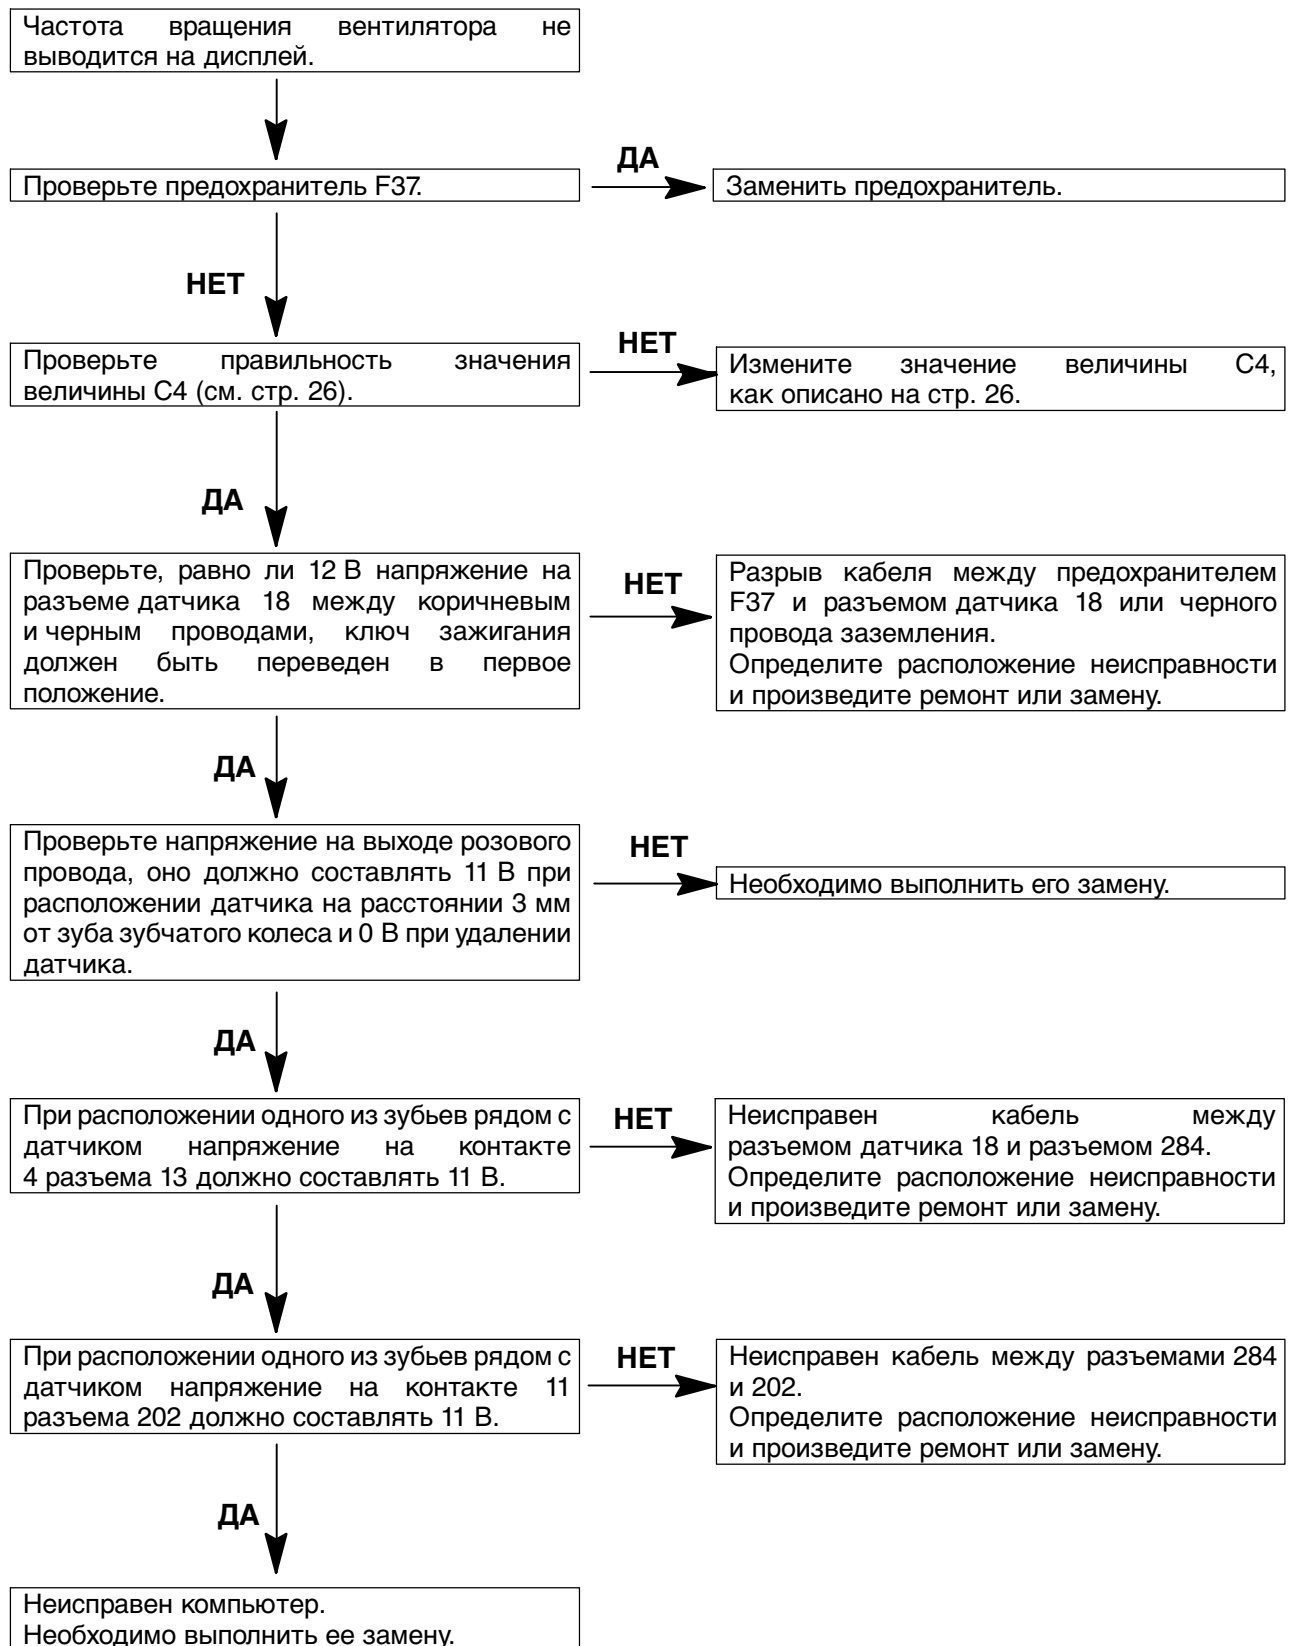 Частота вращения вентилятора не
выводится на дисплей.
Проверьте предохранитель F37.
ДА
Заменить предохранитель.
НЕТ
Проверьте правильность значения
величины C4 (см. стр. 26).
НЕТ
Измените значение величины C4,
как описано на стр. 26.
ДА
Проверьте, равно ли 12 В напряжение на
разъеме датчика 18 между коричневым
и черным проводами, ключ зажигания
должен быть переведен в первое
положение.
НЕТ
Разрыв кабеля между предохранителем
F37 и разъемом датчика 18 или черного
провода заземления.
Определите расположение неисправности
и произведите ремонт или замену.
ДА
Проверьте напряжение на выходе розового
провода, оно должно составлять 11 В при
расположении датчика на расстоянии 3 мм
от зуба зубчатого колеса и 0 В при удалении
датчика.
НЕТ
Необходимо выполнить его замену.
ДА
При расположении одного из зубьев рядом с
датчиком напряжение на контакте
4 разъема 13 должно составлять 11 В.
НЕТ
Неисправен кабель между
разъемом датчика 18 и разъемом 284.
Определите расположение неисправности
и произведите ремонт или замену.
ДА
При расположении одного из зубьев рядом с
датчиком напряжение на контакте 11
разъема 202 должно составлять 11 В.
НЕТ
Неисправен кабель между разъемами 284
и 202.
Определите расположение неисправности
и произведите ремонт или замену.
ДА
Неисправен компьютер.
Необходимо выполнить ее замену.